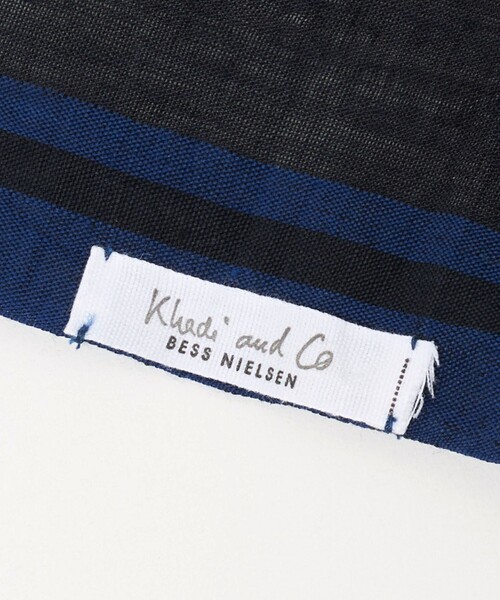 Khadi and Co
BESS NIELSEN